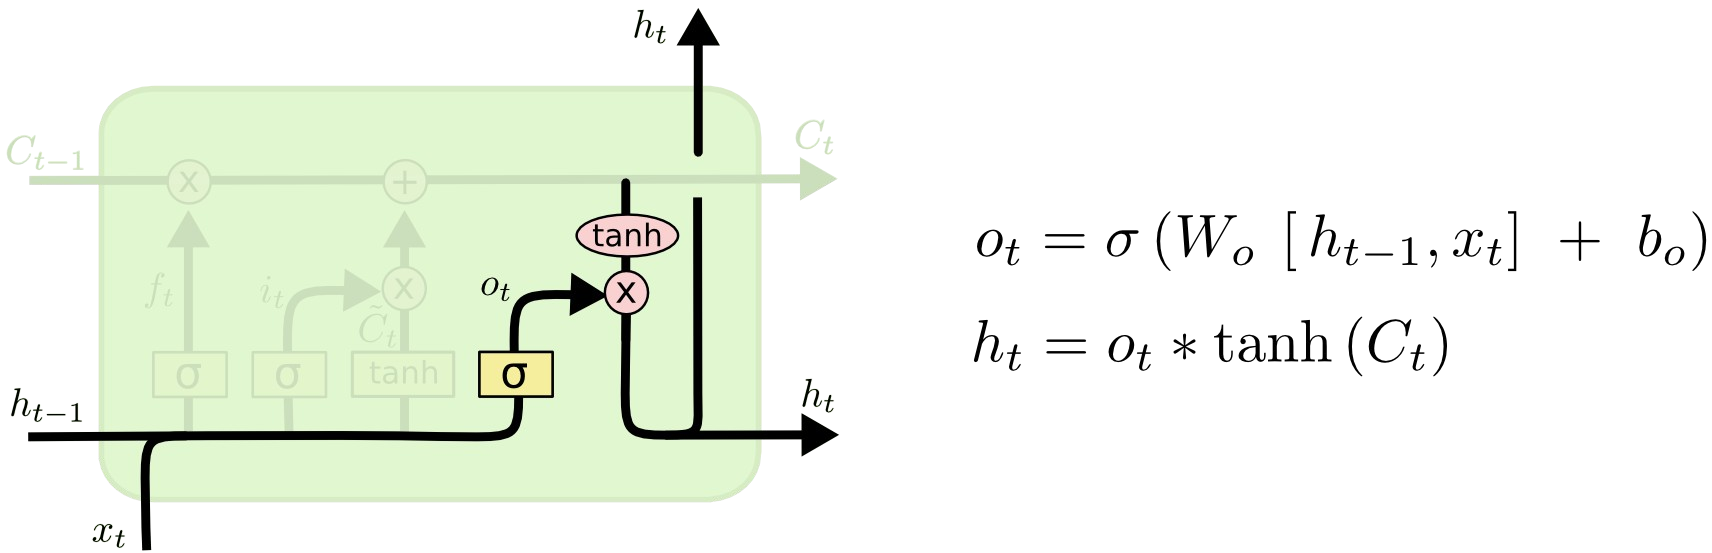 h_t
C_{t-1}
C_t
x
+
tanh
f_t
i_t
x
o_t
x
C̃_t
σ
σ
tanh
σ
h_{t-1}
h_t
x_t
o_t = σ (W_o [h_{t-1}, x_t] + b_o)
h_t = o_t * tanh (C_t)